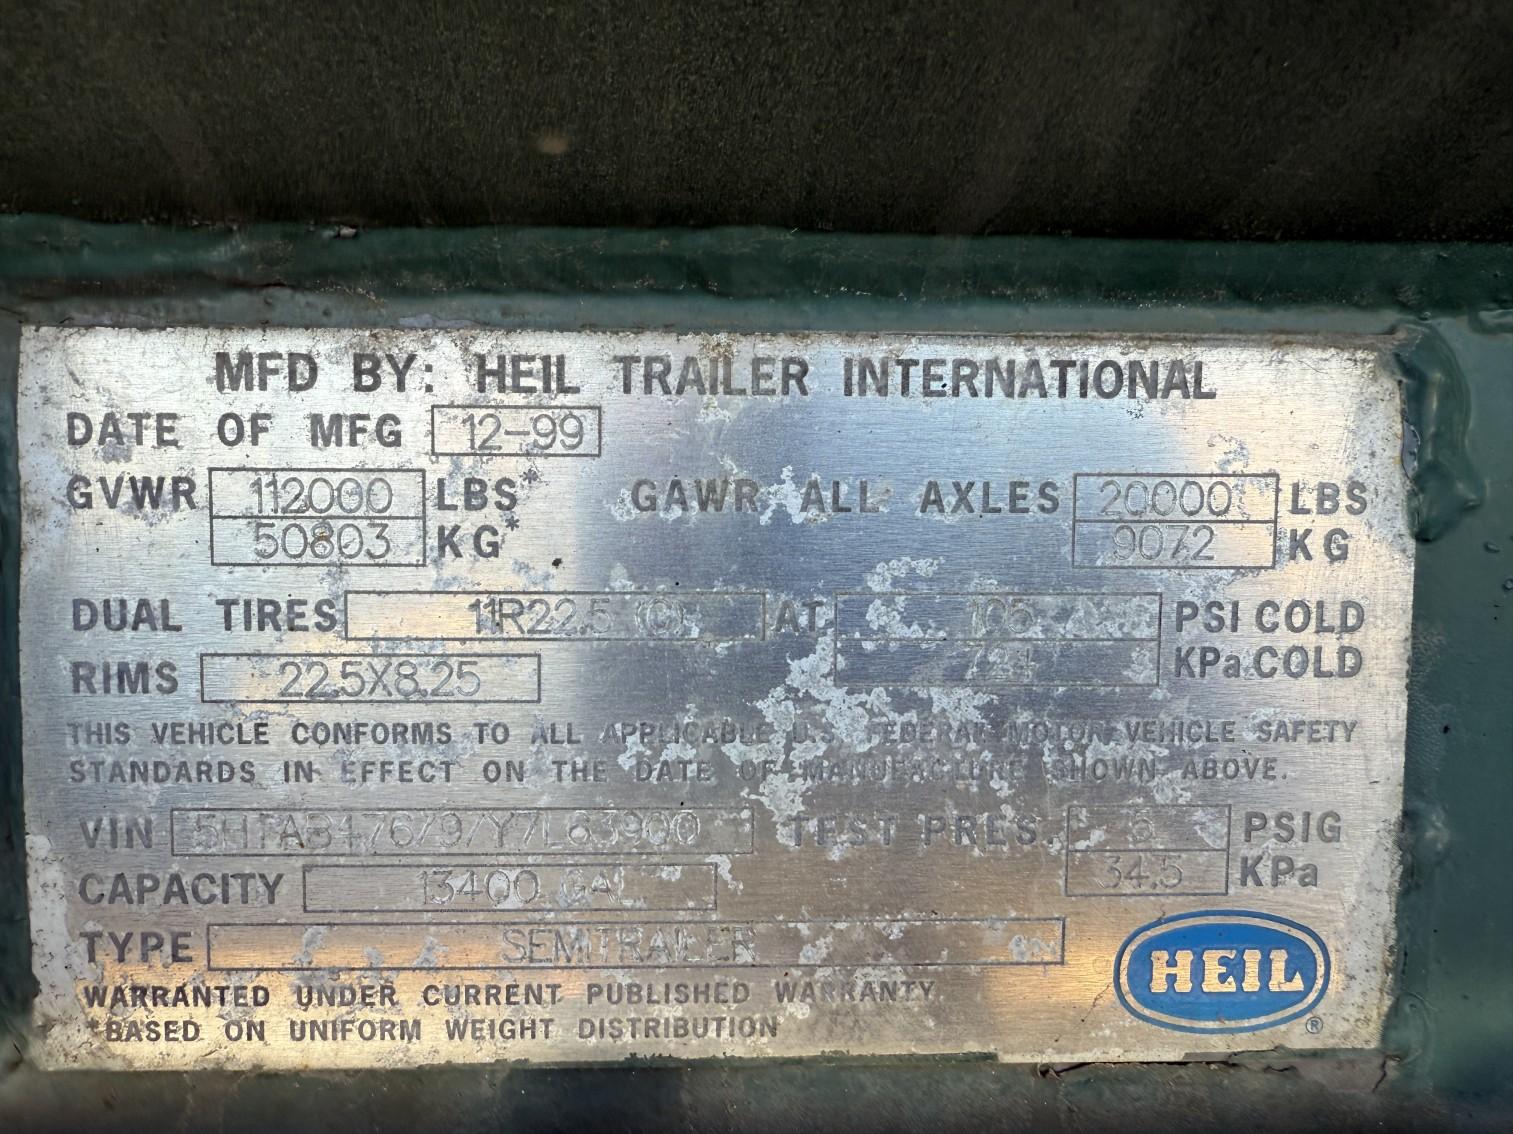 MFD BY: HEIL TRAILER INTERNATIONAL
DATE OF MFG 12-99
GVWR 112000 LBS* GAWR ALL AXLES 20000 LBS
50803 KG* 9072 KG
DUAL TIRES 11R22.5 (C) AT 105 PSI COLD
724 KPa COLD
RIMS 22.5X8.25
THIS VEHICLE CONFORMS TO ALL APPLICABLE U.S. FEDERAL MOTOR VEHICLE SAFETY
STANDARDS IN EFFECT ON THE DATE OF MANUFACTURE SHOWN ABOVE.
VIN TEST PRES. 5 PSIG
34.5 KPa
CAPACITY 13400 GAL
TYPE SEMITRAILER
HEIL ®
WARRANTED UNDER CURRENT PUBLISHED WARRANTY
*BASED ON UNIFORM WEIGHT DISTRIBUTION